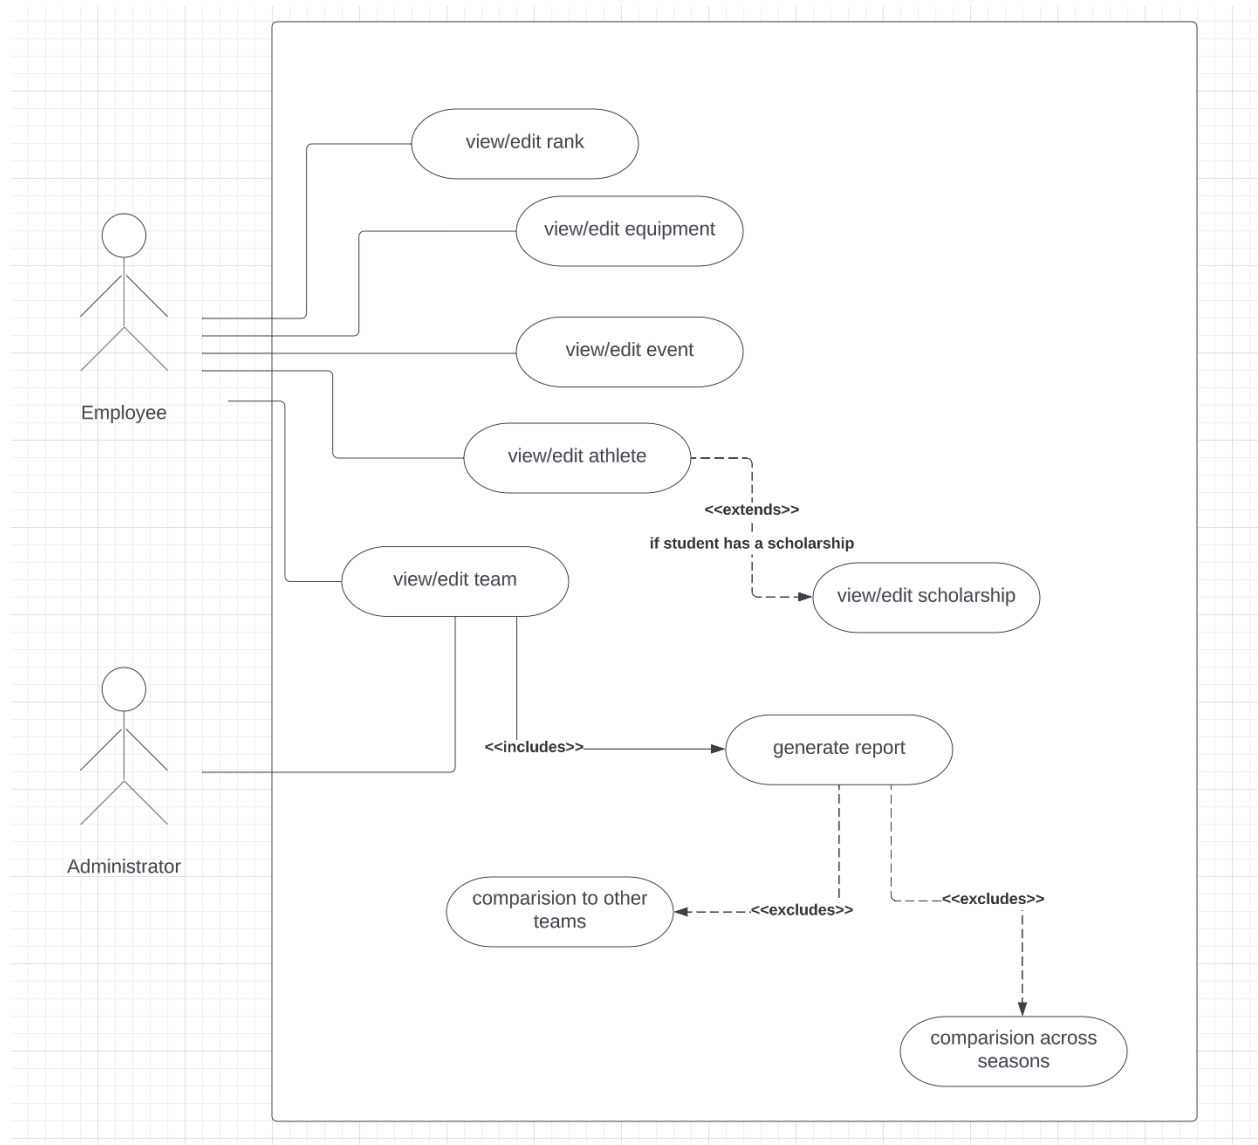 view/edit rank
view/edit equipment
view/edit event
Employee
view/edit athlete
<<extends>>
if student has a scholarship
view/edit team
view/edit scholarship
<<includes>>
generate report
Administrator
comparision to other
teams
<<excludes>>
<<excludes>>
comparision across
seasons